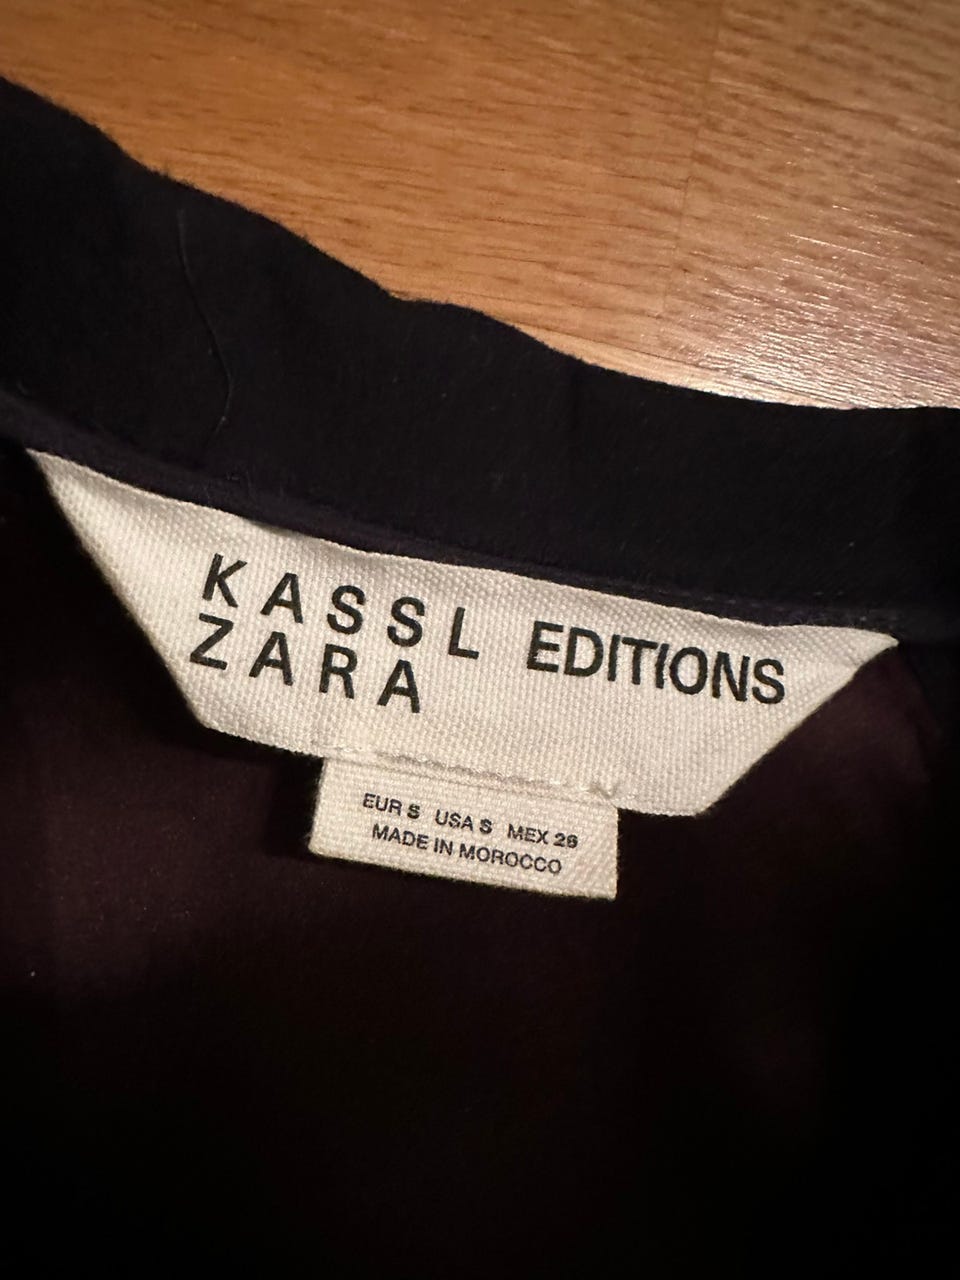 KASSL EDITIONS
ZARA
EUR S USA S MEX 26
MADE IN MOROCCO